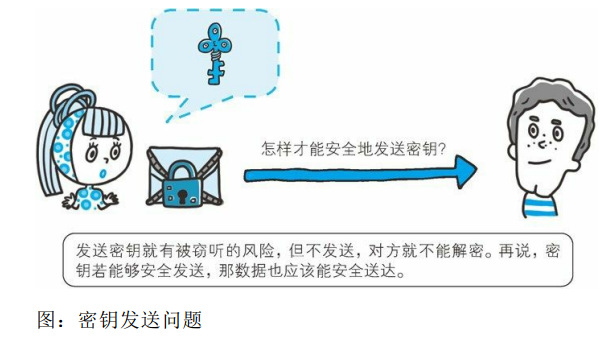 怎样才能安全地发送密钥?
发送密钥就有被窃听的风险，但不发送，对方就不能解密。再说，密
钥若能够安全发送，那数据也应该能安全送达。
图：密钥发送问题